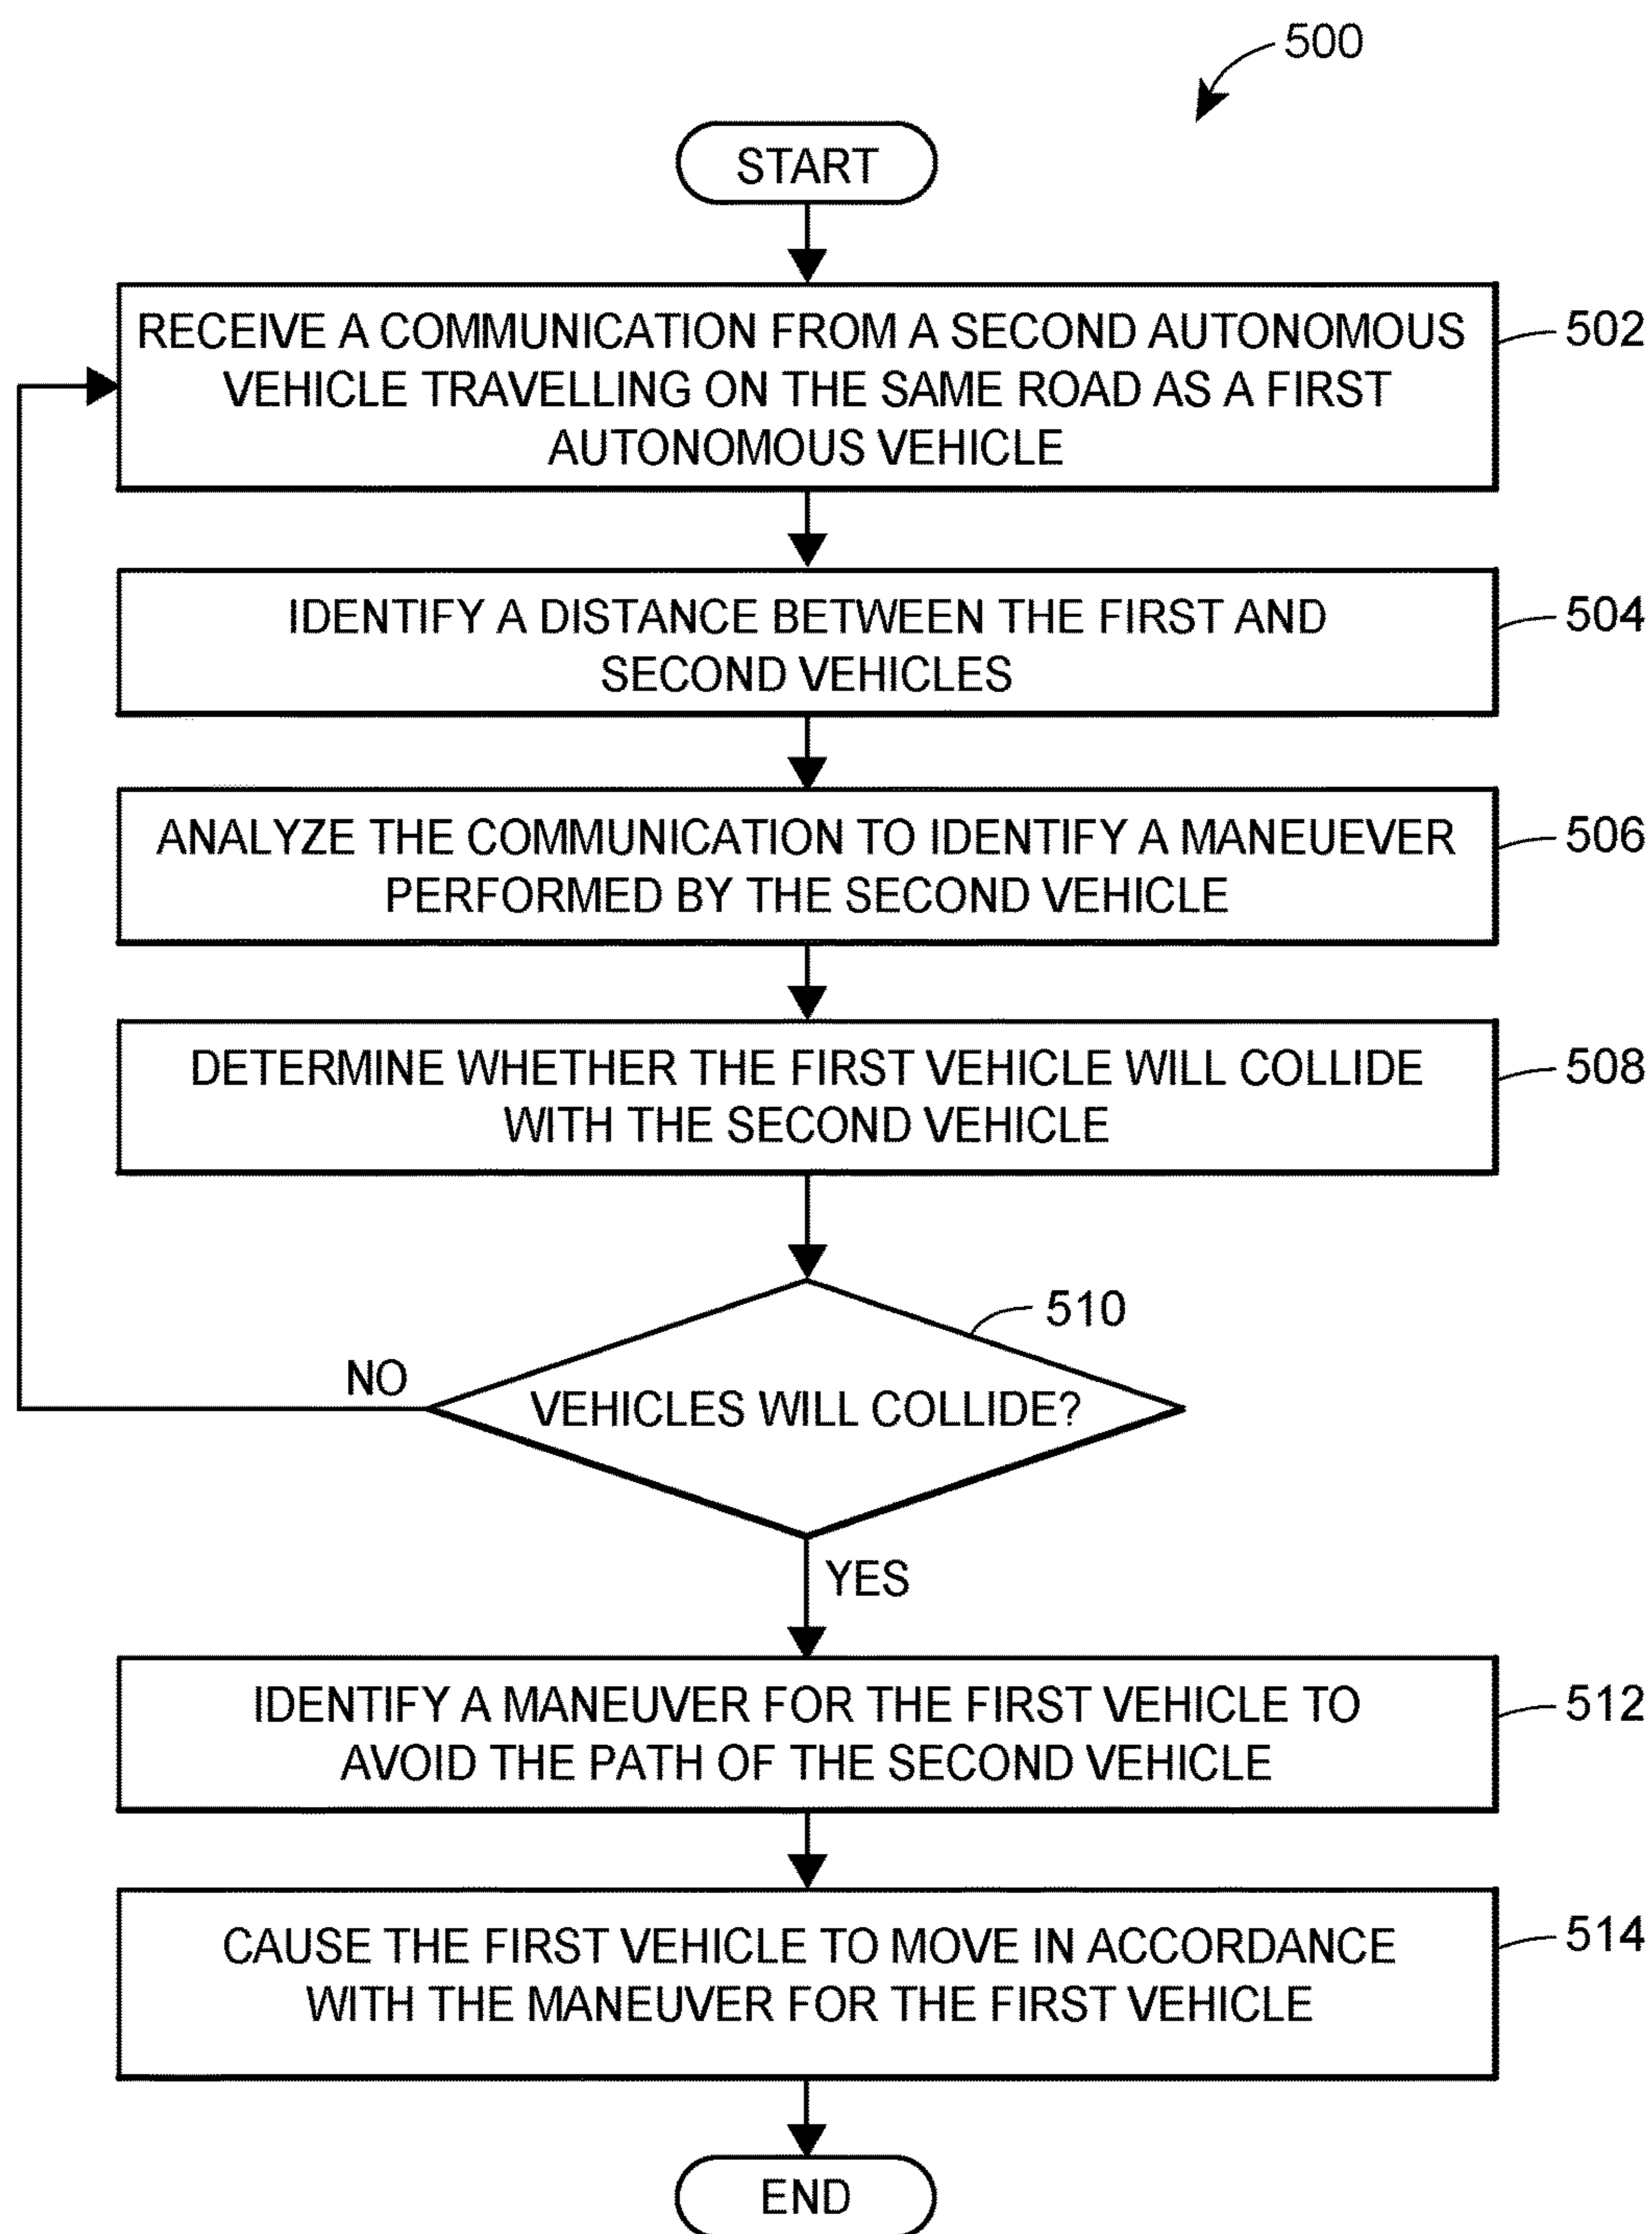 500
START
RECEIVE A COMMUNICATION FROM A SECOND AUTONOMOUS
VEHICLE TRAVELLING ON THE SAME ROAD AS A FIRST
AUTONOMOUS VEHICLE
502
IDENTIFY A DISTANCE BETWEEN THE FIRST AND
SECOND VEHICLES
504
ANALYZE THE COMMUNICATION TO IDENTIFY A MANEUEVER
PERFORMED BY THE SECOND VEHICLE
506
DETERMINE WHETHER THE FIRST VEHICLE WILL COLLIDE
WITH THE SECOND VEHICLE
508
510
NO
VEHICLES WILL COLLIDE?
YES
IDENTIFY A MANEUVER FOR THE FIRST VEHICLE TO
AVOID THE PATH OF THE SECOND VEHICLE
512
CAUSE THE FIRST VEHICLE TO MOVE IN ACCORDANCE
WITH THE MANEUVER FOR THE FIRST VEHICLE
514
END